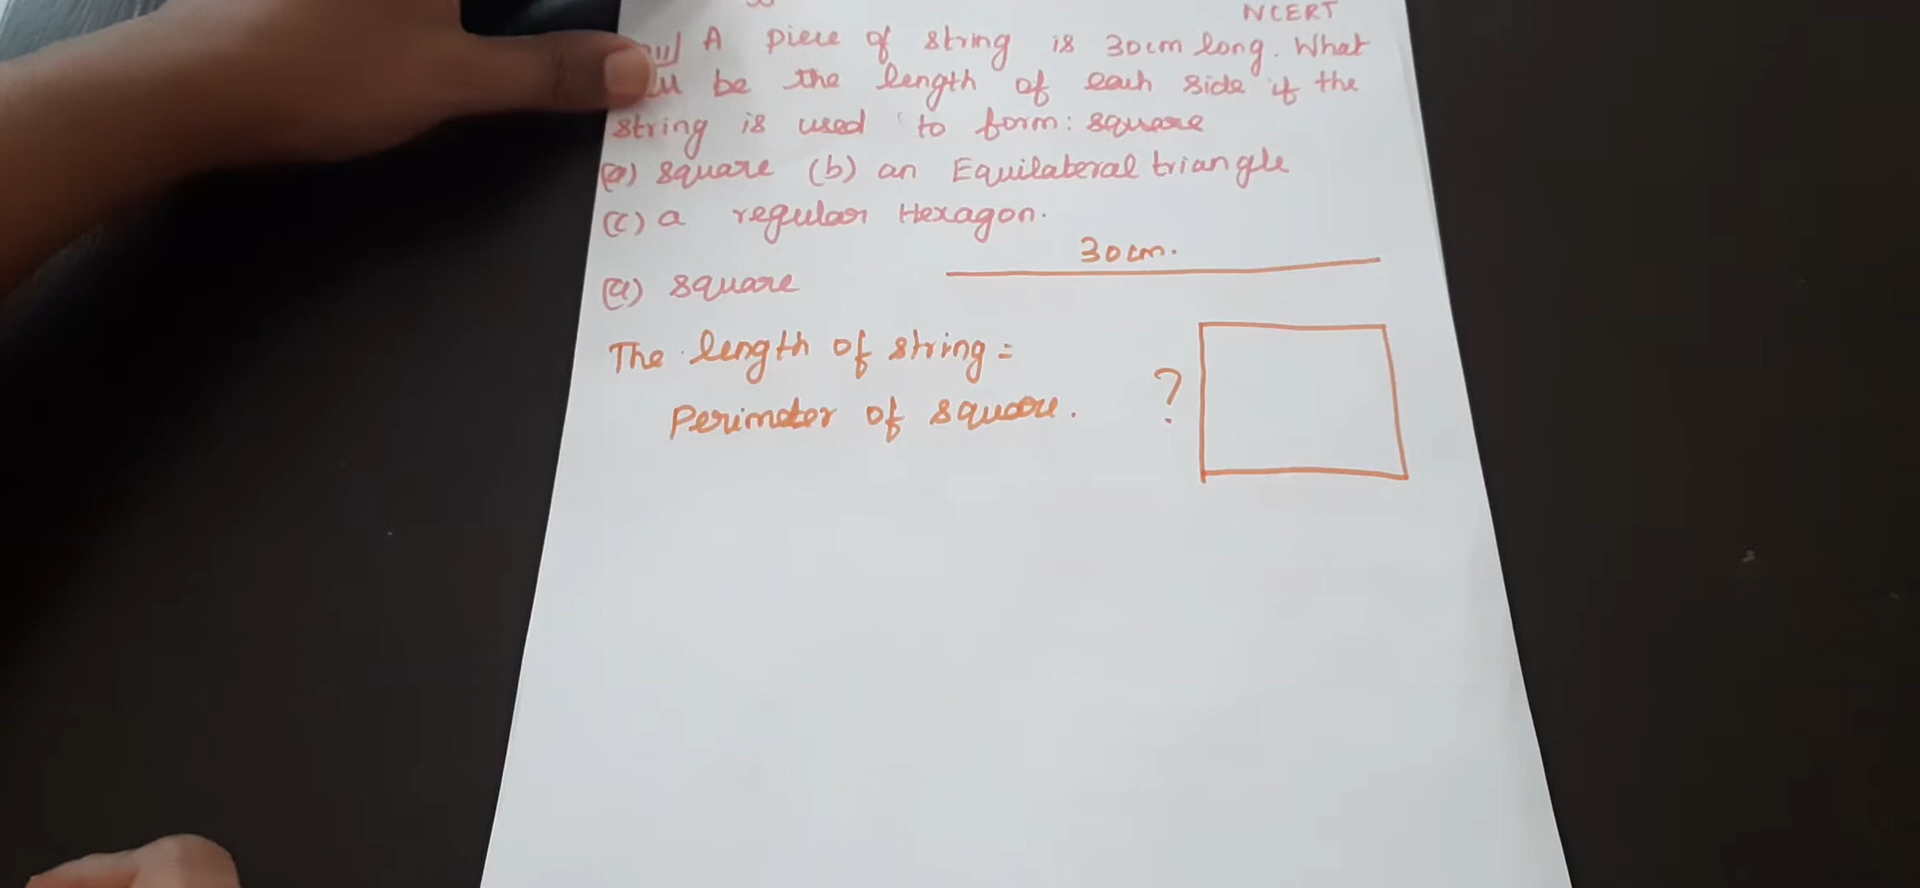 NCERT
A piece of string is 30cm long. What
be the length of each side if the
string is used to form: square
(a) square (b) an Equilateral triangle
(c) a regular Hexagon.
30cm.
(a) square
The length of string =
Perimeter of square.
?